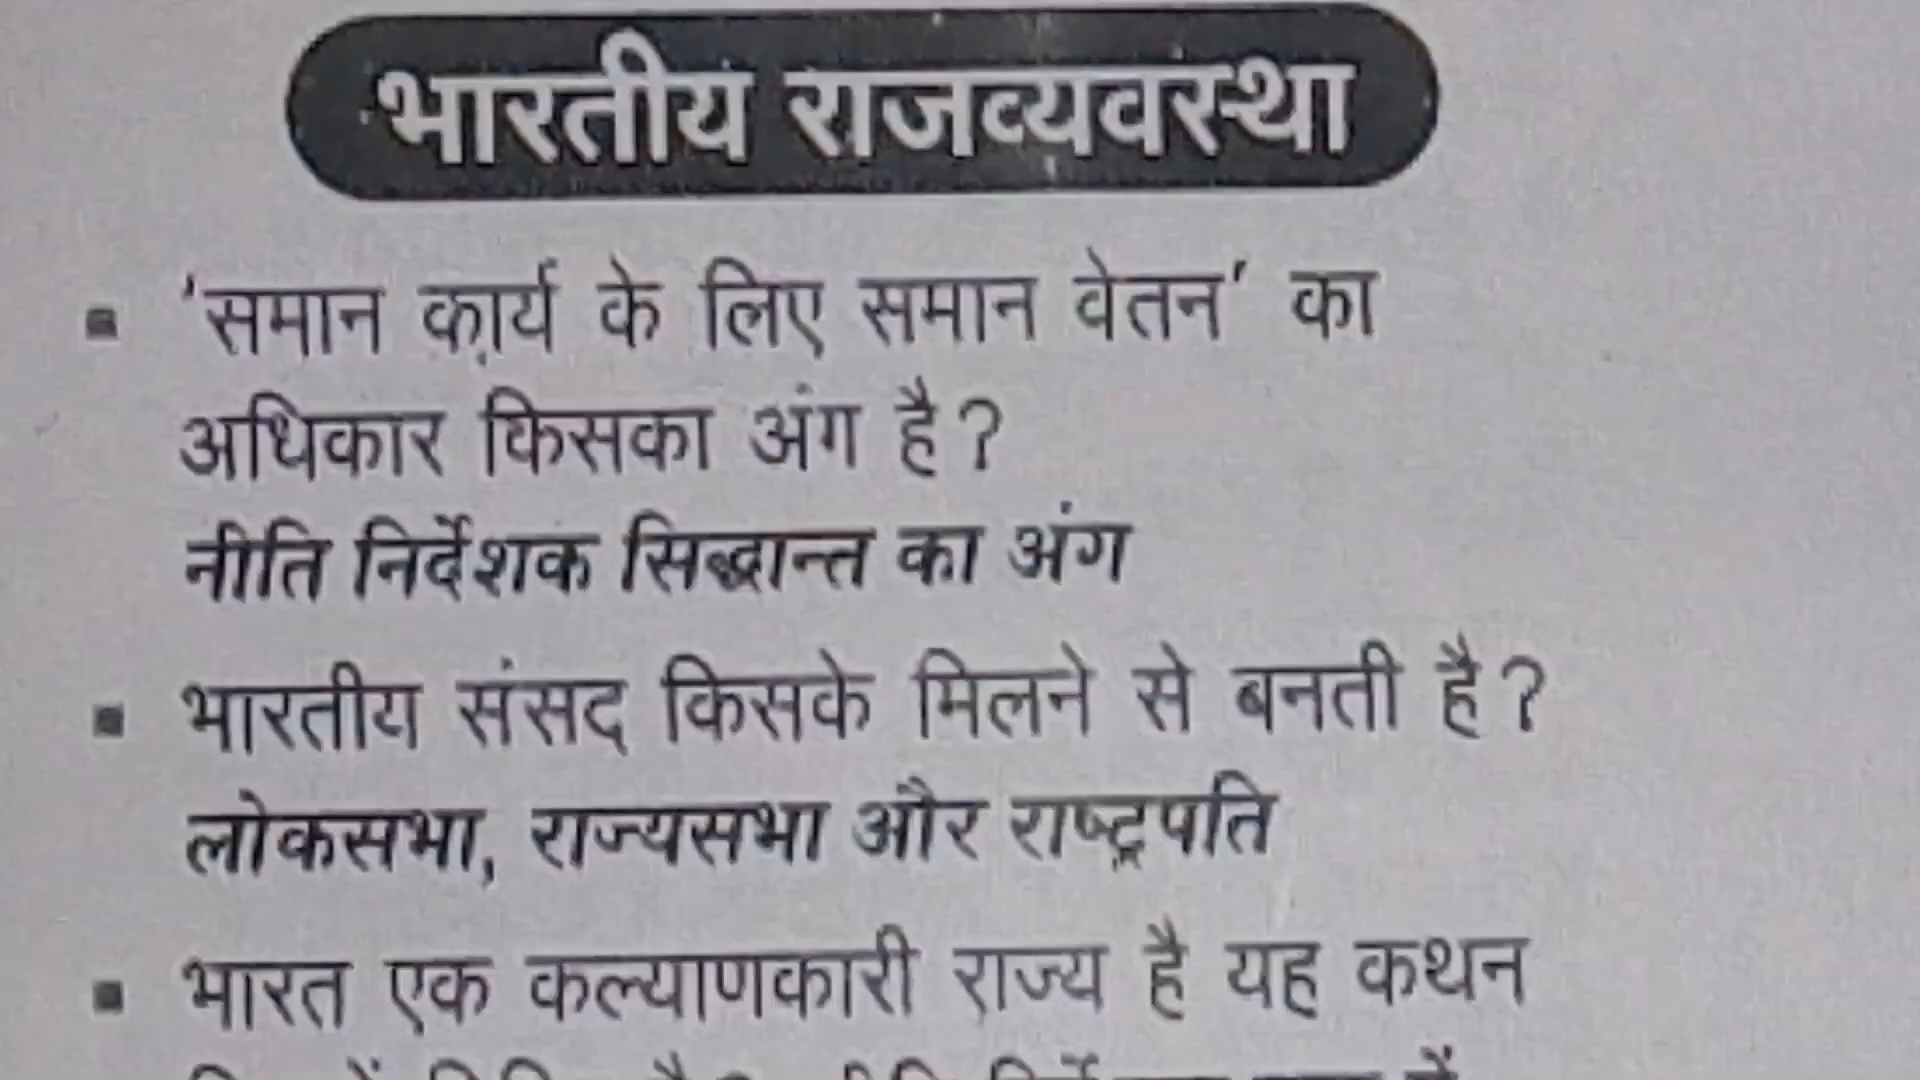 भारतीय राजव्यवस्था
'समान कार्य के लिए समान वेतन' का
अधिकार किसका अंग है?
नीति निर्देशक सिद्धान्त का अंग
भारतीय संसद किसके मिलने से बनती है?
लोकसभा, राज्यसभा और राष्ट्रपति
भारत एक कल्याणकारी राज्य है यह कथन